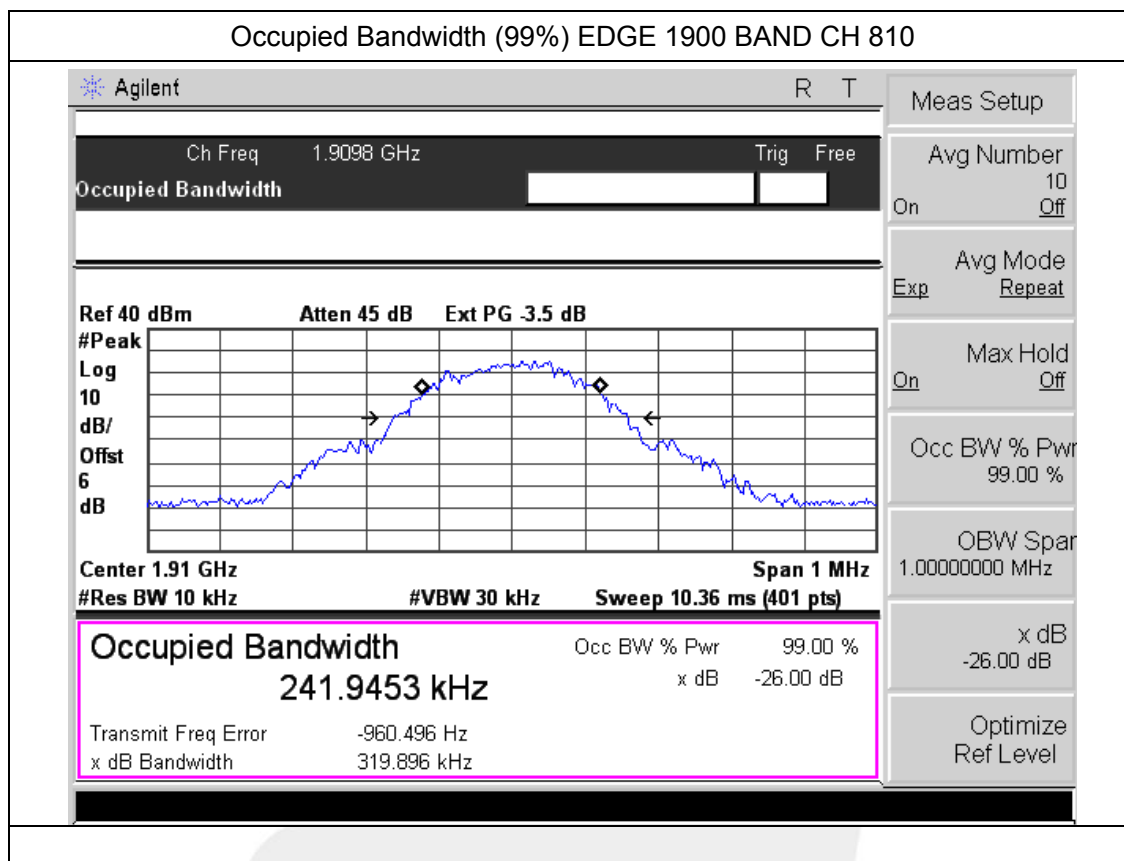 Occupied Bandwidth (99%) EDGE 1900 BAND CH 810
Agilent R T
Ch Freq 1.9098 GHz Trig Free
Occupied Bandwidth
Ref 40 dBm Atten 45 dB Ext PG -3.5 dB
#Peak
Log
10
dB/
Offst
6
dB
Center 1.91 GHz Span 1 MHz
#Res BW 10 kHz #VBW 30 kHz Sweep 10.36 ms (401 pts)
Occupied Bandwidth Occ BW % Pwr 99.00 %
241.9453 kHz x dB -26.00 dB
Transmit Freq Error -960.496 Hz
x dB Bandwidth 319.896 kHz
Meas Setup
Avg Number
10
On Off
Avg Mode
Exp Repeat
Max Hold
On Off
Occ BW % Pwr
99.00 %
OBW Span
1.00000000 MHz
x dB
-26.00 dB
Optimize
Ref Level